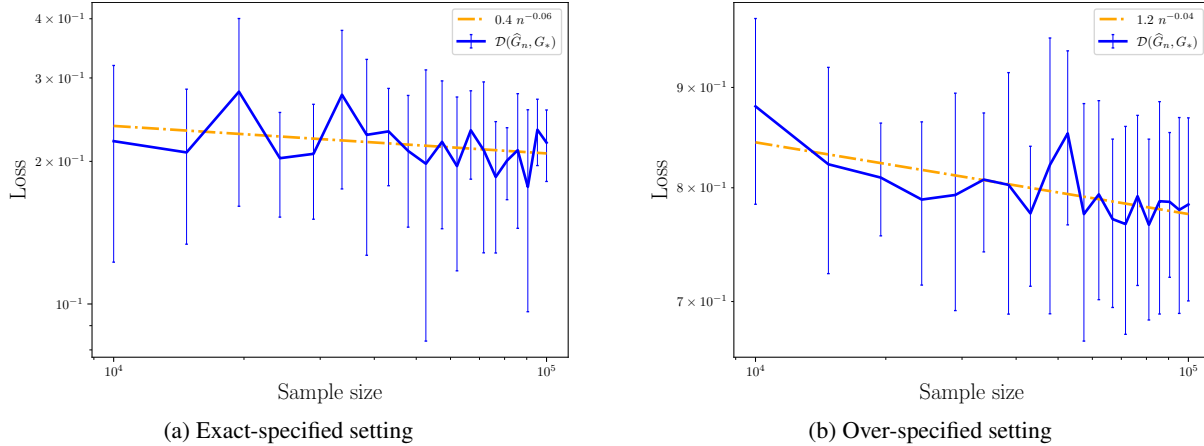 4 × 10⁻¹
3 × 10⁻¹
2 × 10⁻¹
10⁻¹
Loss
0.4 n⁻⁰·⁰⁶
𝒟(Ĝₙ, G∗)
10⁴
10⁵
Sample size
(a) Exact-specified setting
9 × 10⁻¹
8 × 10⁻¹
7 × 10⁻¹
Loss
1.2 n⁻⁰·⁰⁴
𝒟(Ĝₙ, G∗)
10⁴
10⁵
Sample size
(b) Over-specified setting